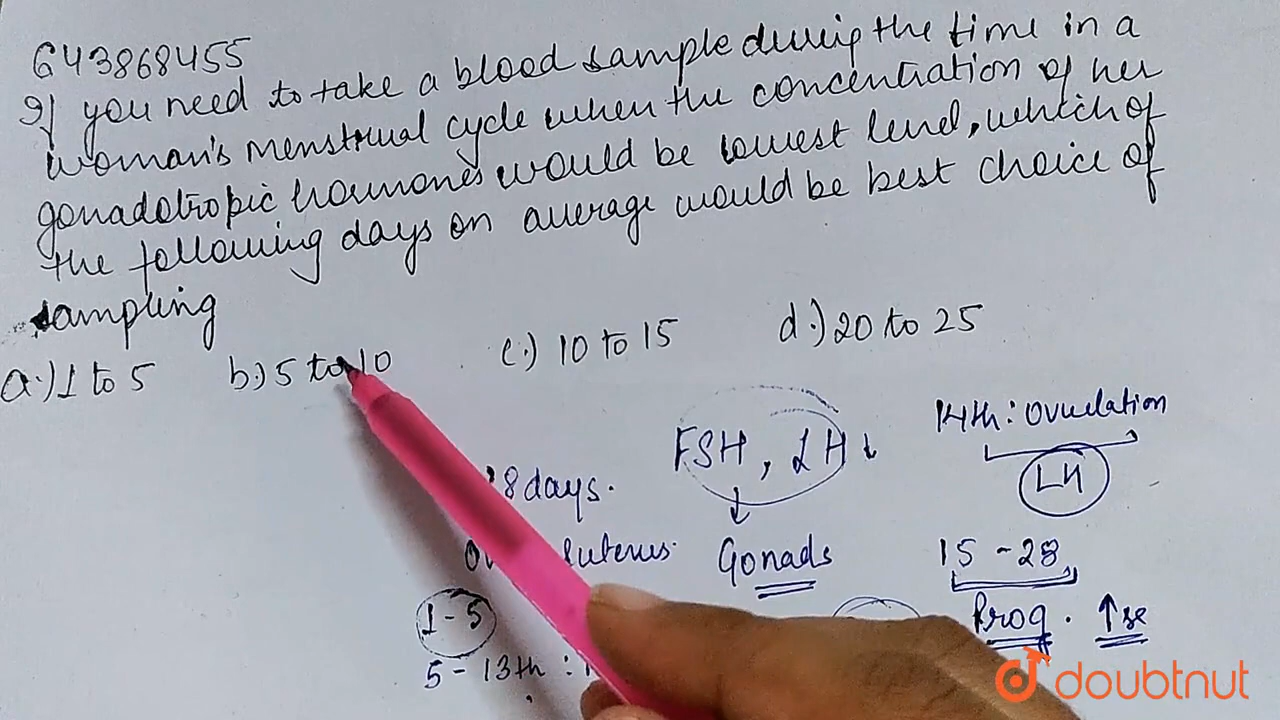 643868455
If you need to take a blood sample during the time in a
woman's menstrual cycle when the concentration of her
gonadotropic hormones would be lowest level, which of
the following days on average would be best choice of
sampling
a.) 1 to 5 b.) 5 to 10 c.) 10 to 15 d.) 20 to 25
14th : Ovulation
FSH, LH ↓
LH
28 days.
uterus. Gonads 15 - 28
1-5 Prog. ↑se
5 - 13th :
doubtnut